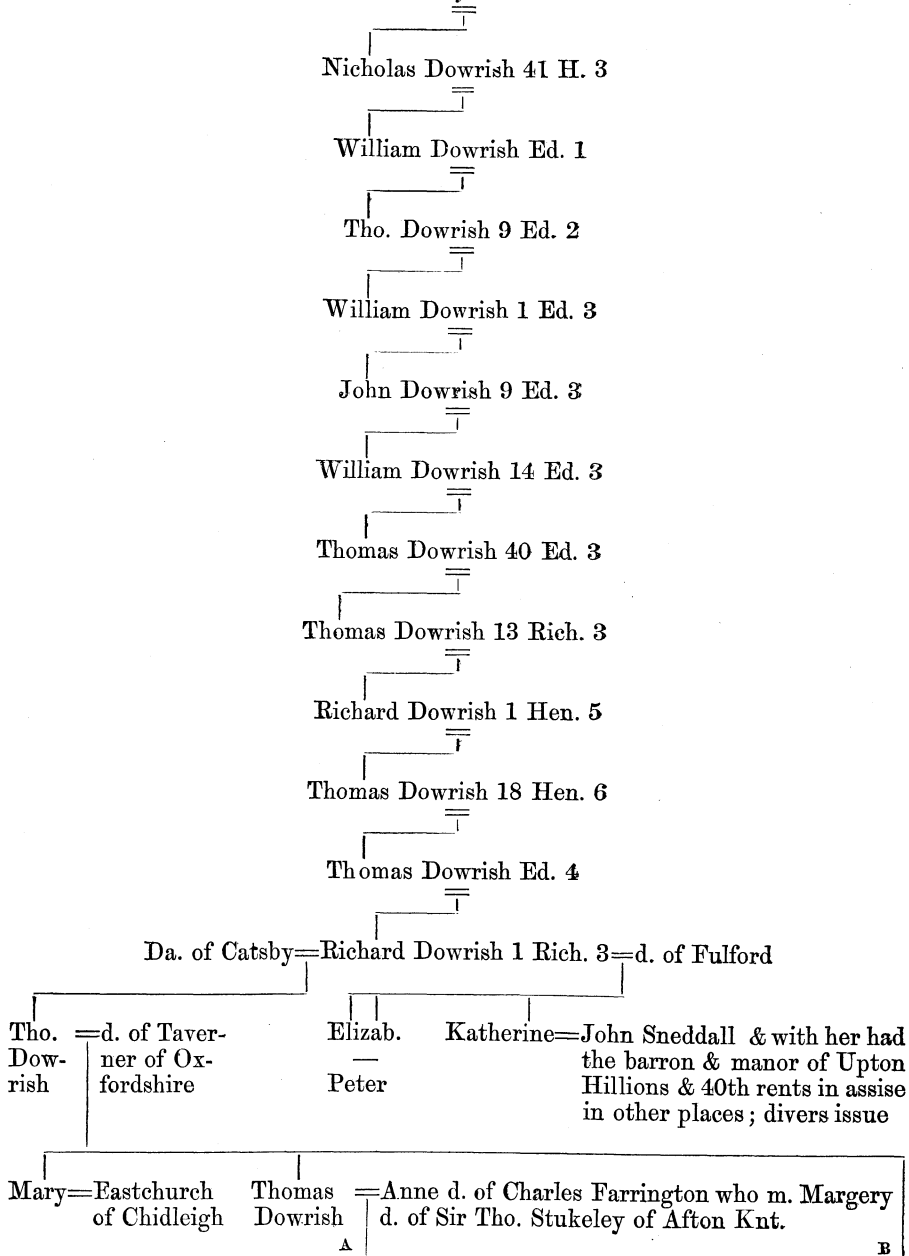 Nicholas Dowrish 41 H. 3
William Dowrish Ed. 1
Tho. Dowrish 9 Ed. 2
William Dowrish 1 Ed. 3
John Dowrish 9 Ed. 3
William Dowrish 14 Ed. 3
Thomas Dowrish 40 Ed. 3
Thomas Dowrish 13 Rich. 3
Richard Dowrish 1 Hen. 5
Thomas Dowrish 18 Hen. 6
Thomas Dowrish Ed. 4
Da. of Catsby=Richard Dowrish 1 Rich. 3=d. of Fulford
Tho. =d. of Taver-
Dow- ner of Ox-
rish fordshire
Elizab.
—
Peter
Katherine=John Sneddall & with her had
the barron & manor of Upton
Hillions & 40th rents in assise
in other places; divers issue
Mary=Eastchurch
of Chidleigh
Thomas =Anne d. of Charles Farrington who m. Margery
Dowrish d. of Sir Tho. Stukeley of Afton Knt.
A B